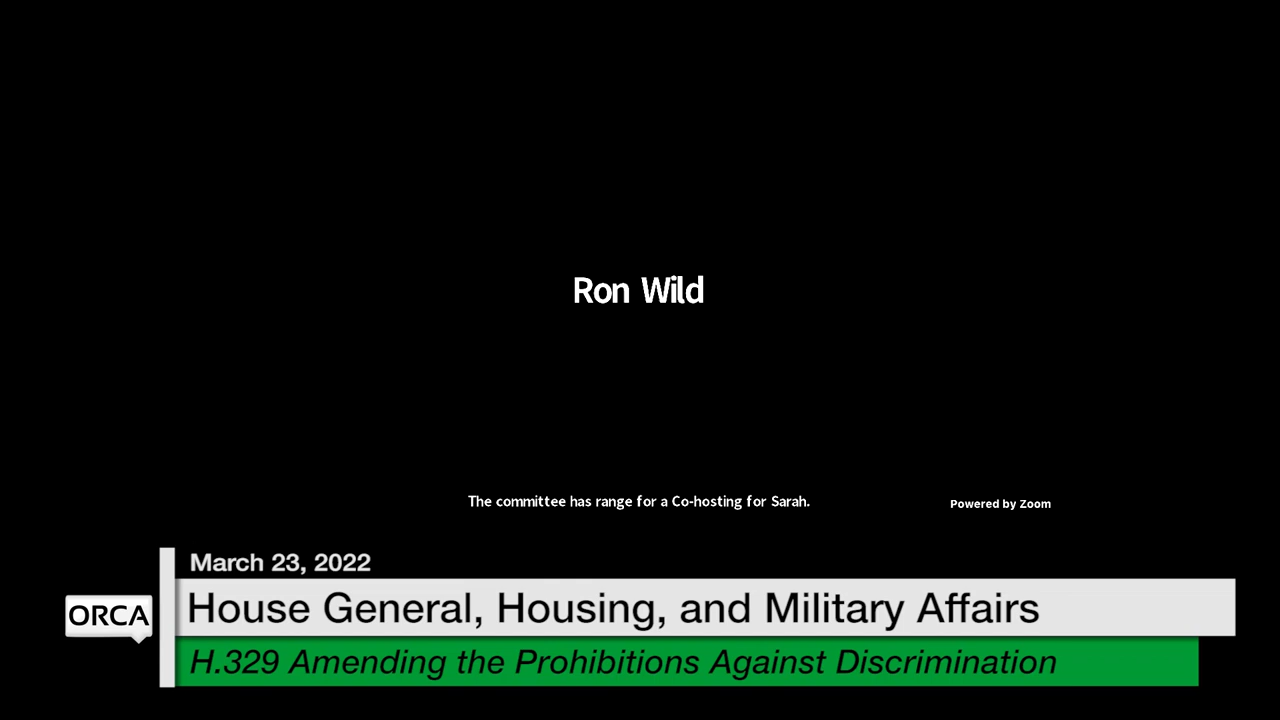 Ron Wild
The committee has range for a Co-hosting for Sarah.
Powered by Zoom
March 23, 2022
House General, Housing, and Military Affairs
ORCA
H.329 Amending the Prohibitions Against Discrimination